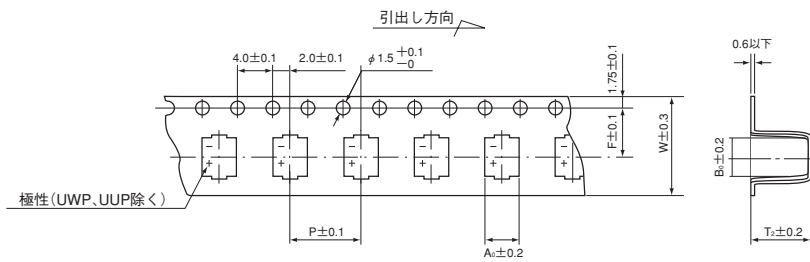 引出し方向
4.0±0.1
2.0±0.1
φ1.5 +0.1 −0
1.75±0.1
0.6以下
F±0.1
W±0.3
B₀±0.2
− − − − − −
+ + + + + +
極性(UWP、UUP除く)
P±0.1
A₀±0.2
T₂±0.2